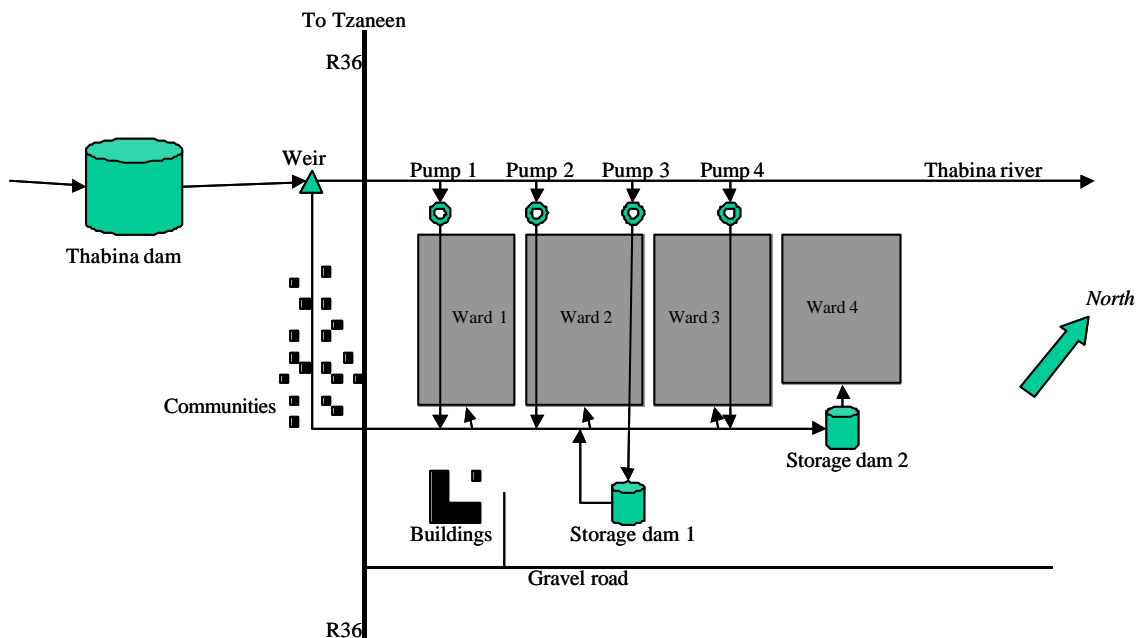 To Tzaneen
R36
Weir
Pump 1
Pump 2
Pump 3
Pump 4
Thabina river
Thabina dam
North
Ward 1
Ward 2
Ward 3
Ward 4
Communities
Storage dam 2
Buildings
Storage dam 1
Gravel road
R36